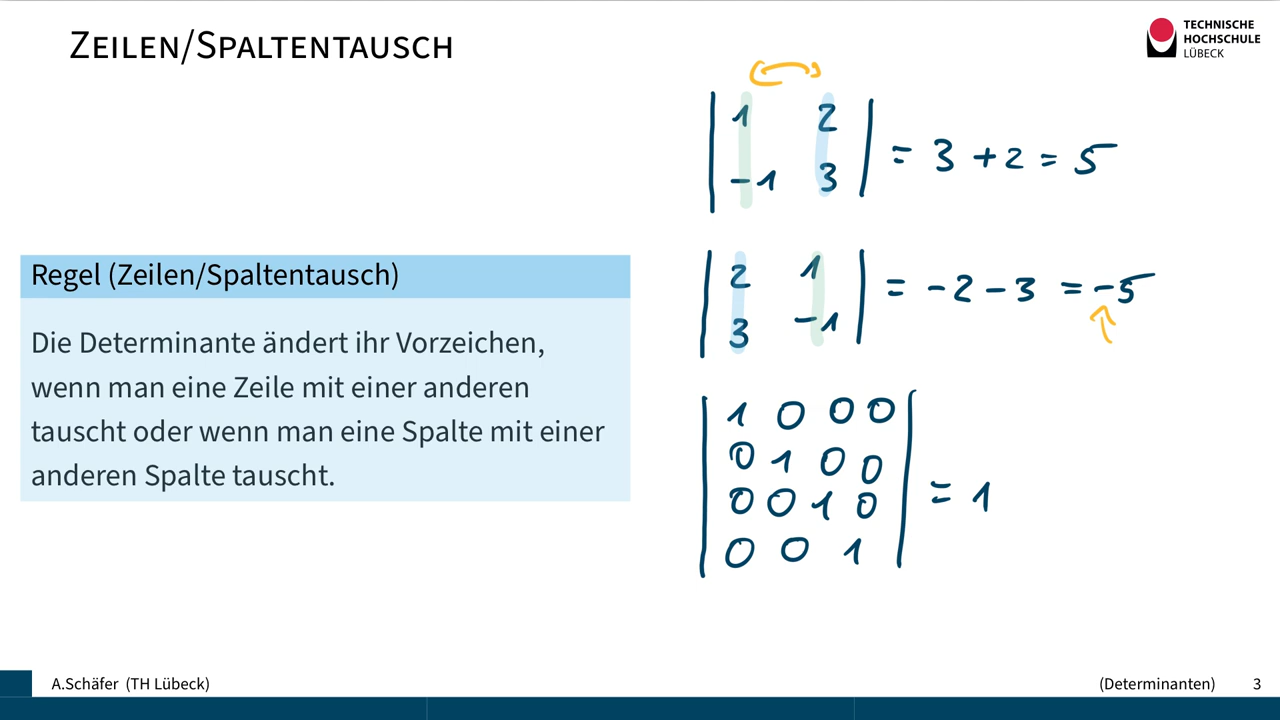 ZEILEN/SPALTENTAUSCH
TECHNISCHE
HOCHSCHULE
LÜBECK
| 1 2 |
| -1 3 | = 3 + 2 = 5
Regel (Zeilen/Spaltentausch)
Die Determinante ändert ihr Vorzeichen,
wenn man eine Zeile mit einer anderen
tauscht oder wenn man eine Spalte mit einer
anderen Spalte tauscht.
| 2 1 |
| 3 -1 | = -2 - 3 = -5
| 1 0 0 0 |
| 0 1 0 0 |
| 0 0 1 0 | = 1
| 0 0 1 |
A.Schäfer (TH Lübeck)
(Determinanten) 3